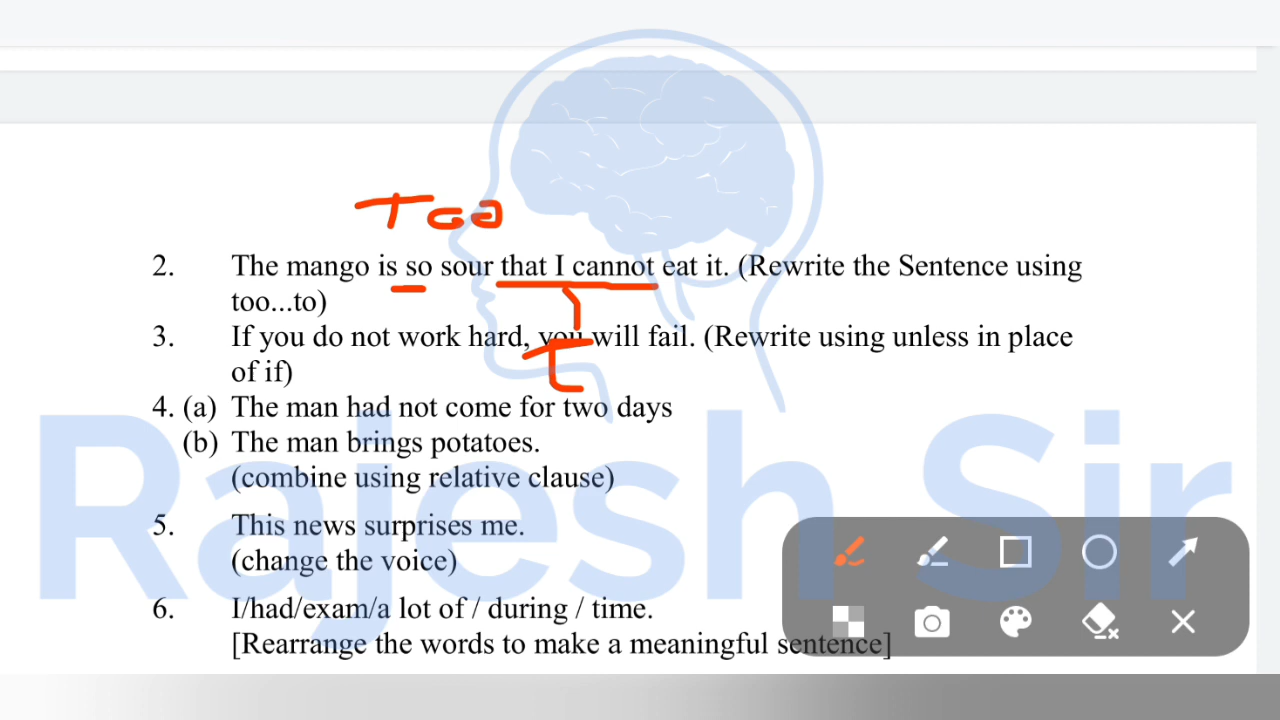 Too
2. The mango is so sour that I cannot eat it. (Rewrite the Sentence using
too...to)
3. If you do not work hard, you will fail. (Rewrite using unless in place
of if)
4. (a) The man had not come for two days
(b) The man brings potatoes.
(combine using relative clause)
5. This news surprises me.
(change the voice)
6. I/had/exam/a lot of / during / time.
[Rearrange the words to make a meaningful sentence]
Rajesh Sir